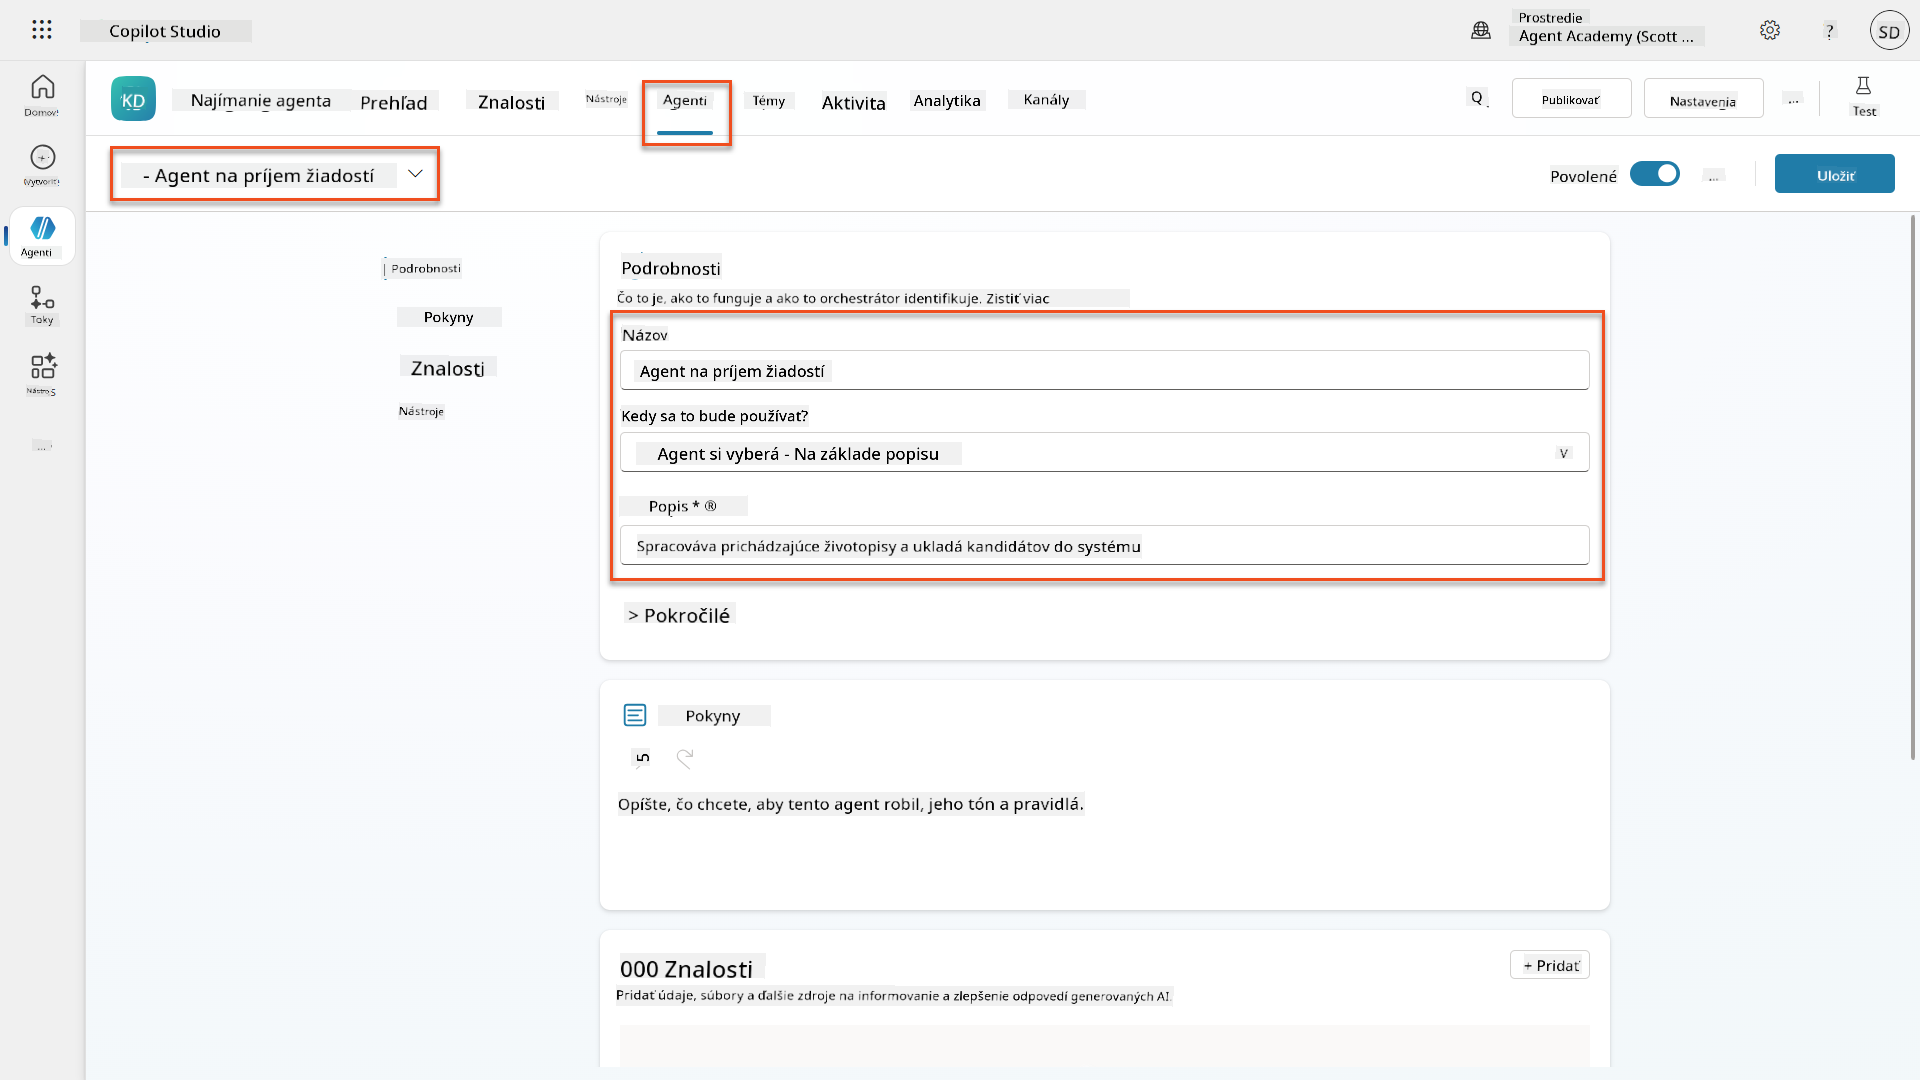 Copilot Studio
Prostredie
Agent Academy (Scott ...
?
SD
Domov
Vytvoriť
Agenti
Toky
...
KD
Najímanie agenta
Prehľad
Znalosti
Nástroje
Agenti
Témy
Aktivita
Analytika
Kanály
Q
Publikovať
Nastavenia
...
Test
- Agent na príjem žiadostí
Povolené
...
Uložiť
Podrobnosti
Pokyny
Znalosti
Nástroje
Podrobnosti
Čo to je, ako to funguje a ako to orchestrátor identifikuje. Zistiť viac
Názov
Agent na príjem žiadostí
Kedy sa to bude používať?
Agent si vyberá - Na základe popisu
V
Popis * ®
Spracováva prichádzajúce životopisy a ukladá kandidátov do systému
> Pokročilé
Pokyny
5
Opíšte, čo chcete, aby tento agent robil, jeho tón a pravidlá.
000 Znalosti
+ Pridať
Pridať údaje, súbory a ďalšie zdroje na informovanie a zlepšenie odpovedí generovaných AI.